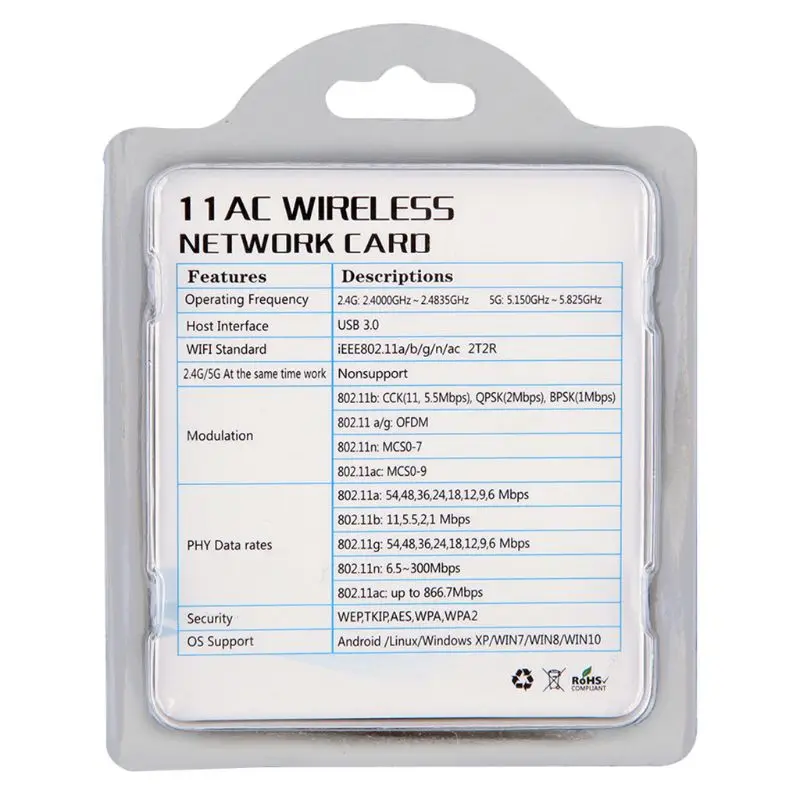 11AC WIRELESS
NETWORK CARD
Features Descriptions
Operating Frequency 2.4G: 2.4000GHz ~ 2.4835GHz 5G: 5.150GHz ~ 5.825GHz
Host Interface USB 3.0
WIFI Standard iEEE802.11a/b/g/n/ac 2T2R
2.4G/5G At the same time work Nonsupport
Modulation
802.11b: CCK(11, 5.5Mbps), QPSK(2Mbps), BPSK(1Mbps)
802.11 a/g: OFDM
802.11n: MCS0-7
802.11ac: MCS0-9
PHY Data rates
802.11a: 54,48,36,24,18,12,9,6 Mbps
802.11b: 11,5.5,2,1 Mbps
802.11g: 54,48,36,24,18,12,9,6 Mbps
802.11n: 6.5~300Mbps
802.11ac: up to 866.7Mbps
Security WEP,TKIP,AES,WPA,WPA2
OS Support Android /Linux/Windows XP/WIN7/WIN8/WIN10
RoHS
COMPLIANT